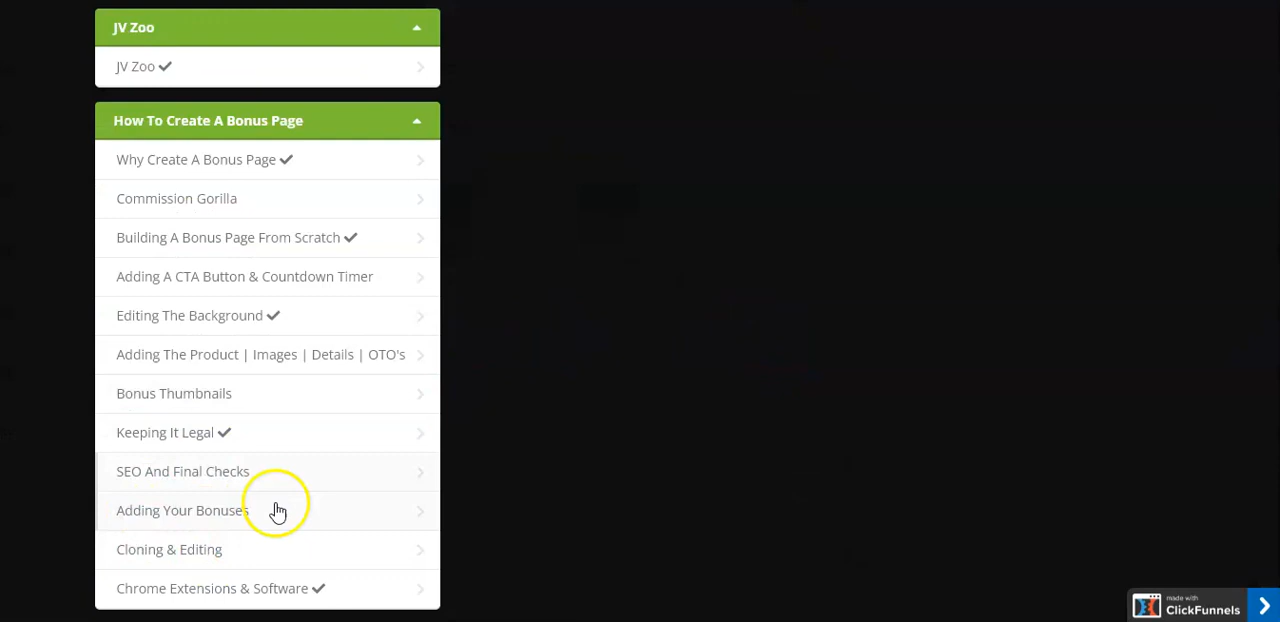 JV Zoo
JV Zoo
How To Create A Bonus Page
Why Create A Bonus Page
Commission Gorilla
Building A Bonus Page From Scratch
Adding A CTA Button & Countdown Timer
Editing The Background
Adding The Product | Images | Details | OTO's
Bonus Thumbnails
Keeping It Legal
SEO And Final Checks
Adding Your Bonuses
Cloning & Editing
Chrome Extensions & Software
made with
ClickFunnels